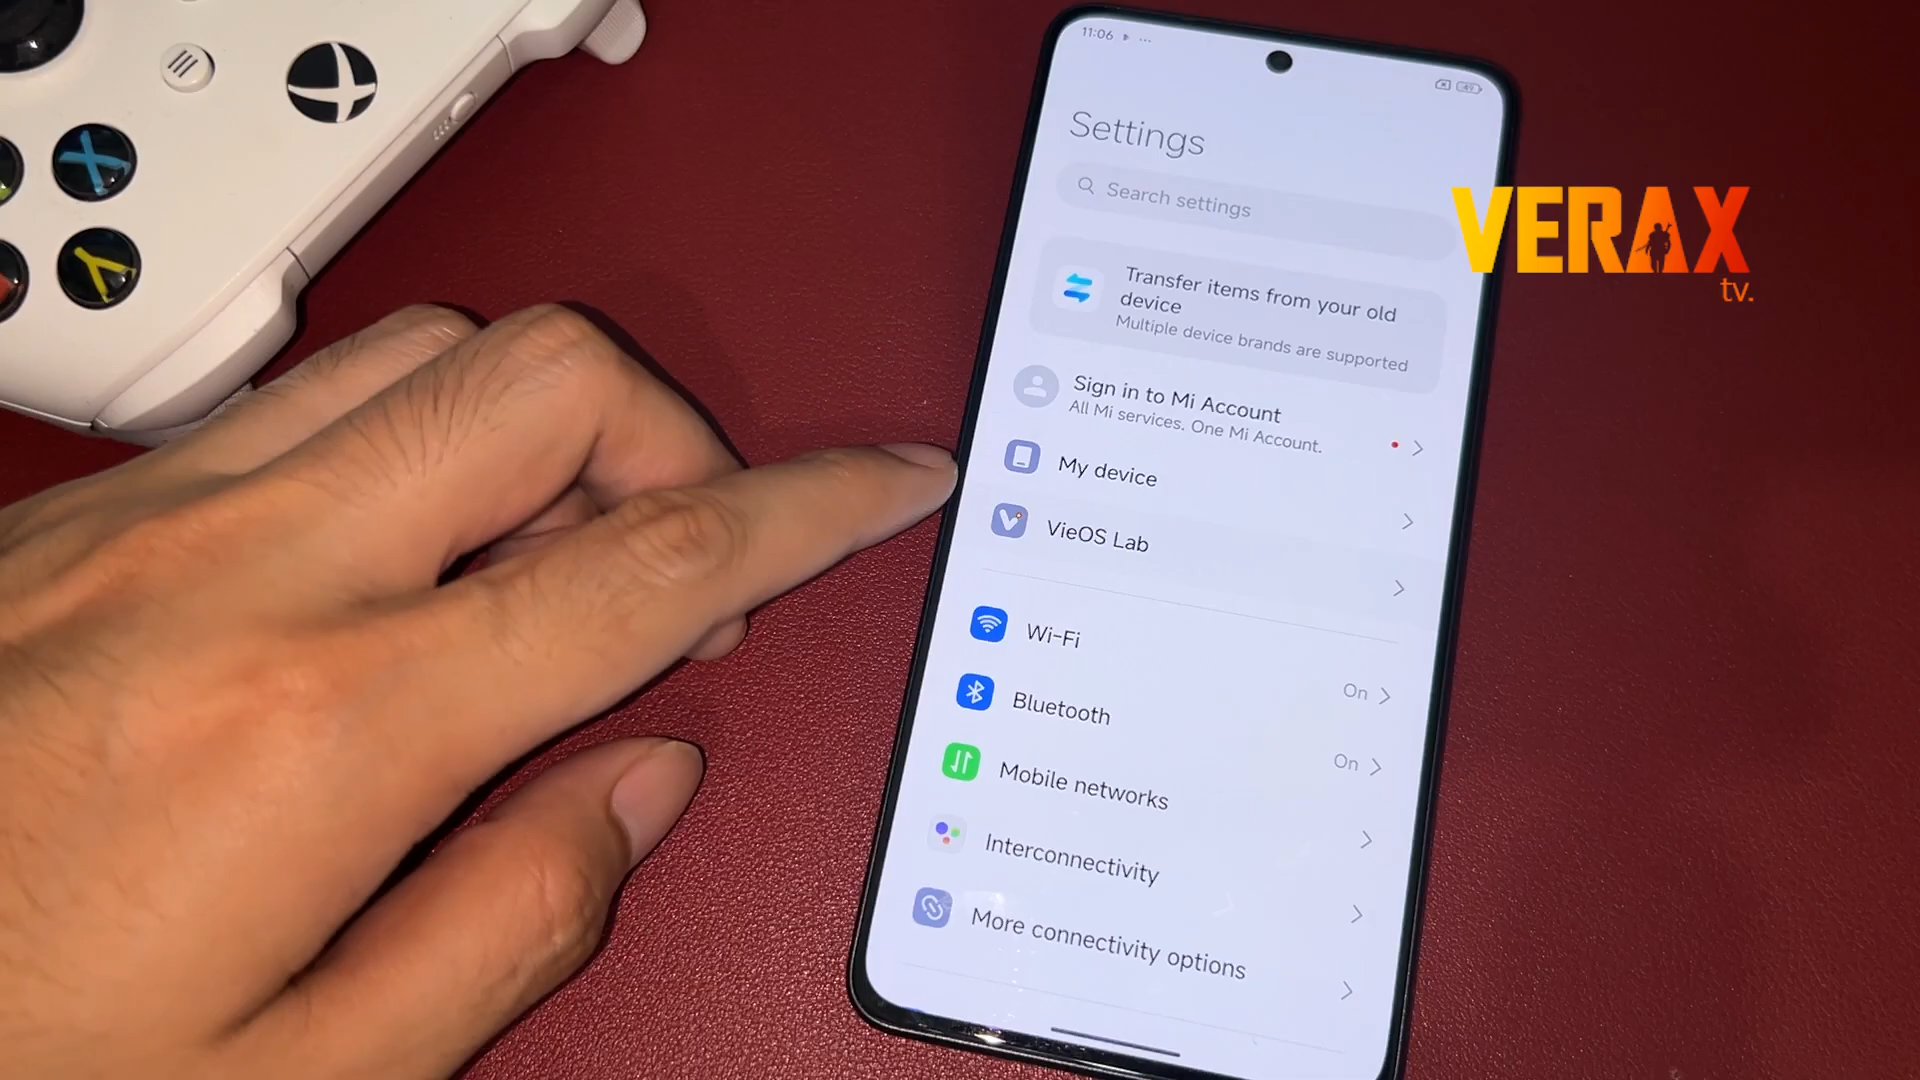 11:06
Settings
Search settings
VERAX
tv.
Transfer items from your old
device
Multiple device brands are supported
Sign in to Mi Account
All Mi services. One Mi Account.
My device
VieOS Lab
Wi-Fi
On
Bluetooth
On
Mobile networks
Interconnectivity
More connectivity options
X
Y